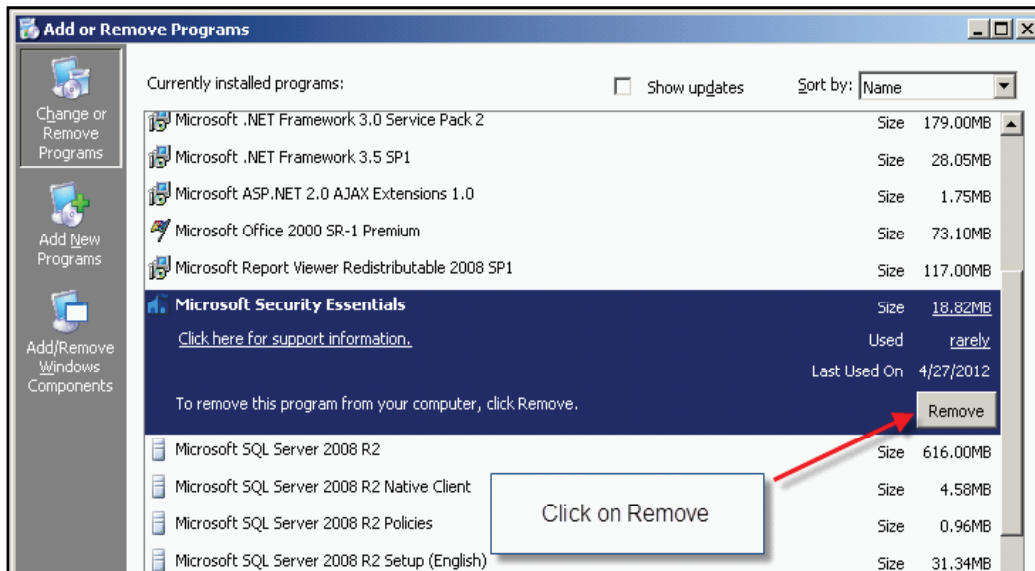 Add or Remove Programs
Change or
Remove
Programs
Add New
Programs
Add/Remove
Windows
Components
Currently installed programs:
Show updates
Sort by: Name
Microsoft .NET Framework 3.0 Service Pack 2 Size 179.00MB
Microsoft .NET Framework 3.5 SP1 Size 28.05MB
Microsoft ASP.NET 2.0 AJAX Extensions 1.0 Size 1.75MB
Microsoft Office 2000 SR-1 Premium Size 73.10MB
Microsoft Report Viewer Redistributable 2008 SP1 Size 117.00MB
Microsoft Security Essentials Size 18.82MB
Click here for support information. Used rarely
Last Used On 4/27/2012
To remove this program from your computer, click Remove. Remove
Microsoft SQL Server 2008 R2 Size 616.00MB
Microsoft SQL Server 2008 R2 Native Client Size 4.58MB
Microsoft SQL Server 2008 R2 Policies Size 0.96MB
Microsoft SQL Server 2008 R2 Setup (English) Size 31.34MB
Click on Remove